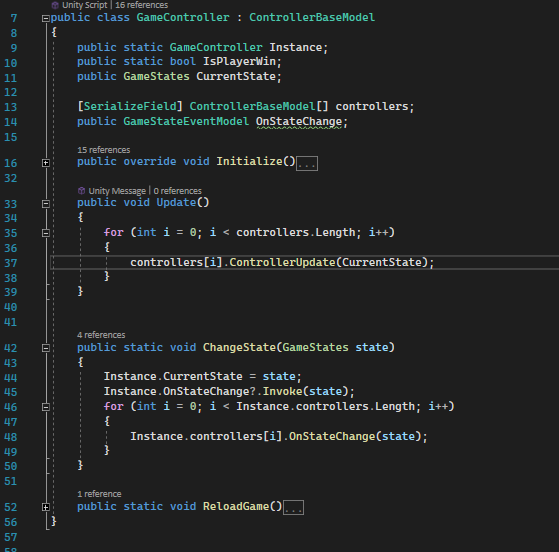 Unity Script | 16 references
7 public class GameController : ControllerBaseModel
8 {
9 public static GameController Instance;
10 public static bool IsPlayerWin;
11 public GameStates CurrentState;
12
13 [SerializeField] ControllerBaseModel[] controllers;
14 public GameStateEventModel OnStateChange;
15
15 references
16 public override void Initialize()...
32
Unity Message | 0 references
33 public void Update()
34 {
35 for (int i = 0; i < controllers.Length; i++)
36 {
37 controllers[i].ControllerUpdate(CurrentState);
38 }
39 }
40
41
4 references
42 public static void ChangeState(GameStates state)
43 {
44 Instance.CurrentState = state;
45 Instance.OnStateChange?.Invoke(state);
46 for (int i = 0; i < Instance.controllers.Length; i++)
47 {
48 Instance.controllers[i].OnStateChange(state);
49 }
50 }
51
1 reference
52 public static void ReloadGame()...
56 }
57
58